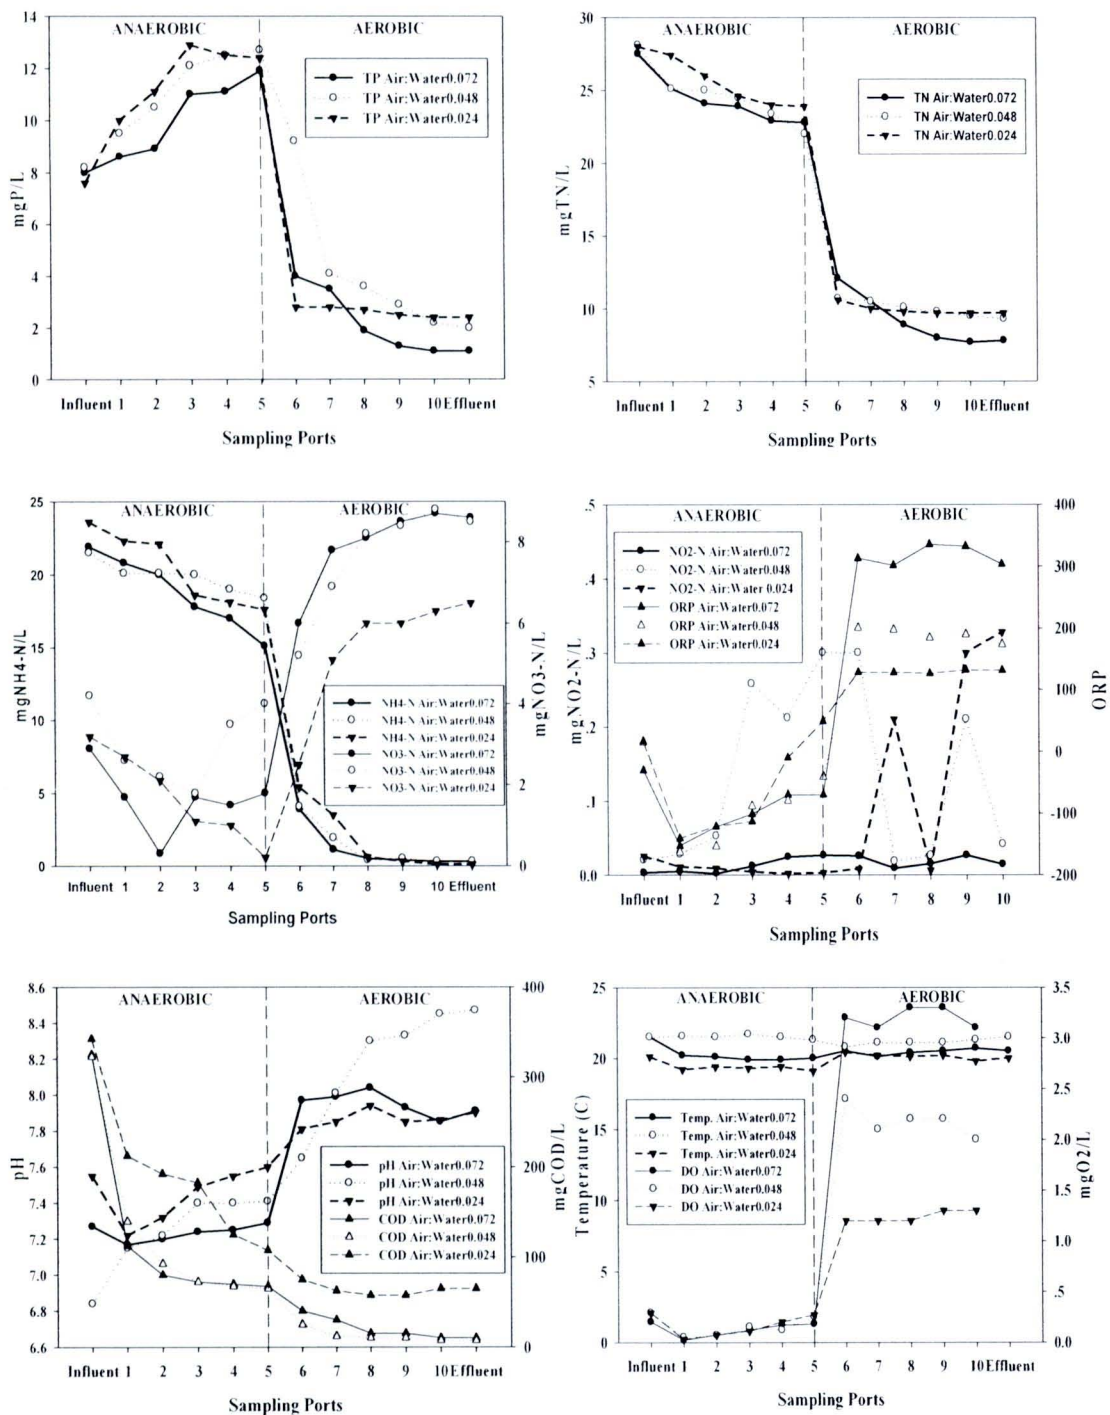 14
12
10
8
6
4
2
0
mgP/L
ANAEROBIC
AEROBIC
TP Air:Water0.072
TP Air:Water0.048
TP Air:Water0.024
Influent 1 2 3 4 5 6 7 8 9 10 Effluent
Sampling Ports
30
25
20
15
10
5
mgTN/L
ANAEROBIC
AEROBIC
TN Air:Water0.072
TN Air:Water0.048
TN Air:Water0.024
Influent 1 2 3 4 5 6 7 8 9 10 Effluent
Sampling Ports
25
20
15
10
5
0
mgNH4-N/L
ANAEROBIC
AEROBIC
NH4-N Air:Water0.072
NH4-N Air:Water0.048
NH4-N Air:Water0.024
NO3-N Air:Water0.072
NO3-N Air:Water0.048
NO3-N Air:Water0.024
8
6
4
2
0
mgNO3-N/L
Influent 1 2 3 4 5 6 7 8 9 10 Effluent
Sampling Ports
.5
.4
.3
.2
.1
0.0
mgNO2-N/L
ANAEROBIC
AEROBIC
NO2-N Air:Water0.072
NO2-N Air:Water0.048
NO2-N Air:Water 0.024
ORP Air:Water0.072
ORP Air:Water0.048
ORP Air:Water0.024
400
300
200
100
0
-100
-200
ORP
Influent 1 2 3 4 5 6 7 8 9 10
Sampling Ports
8.6
8.4
8.2
8.0
7.8
7.6
7.4
7.2
7.0
6.8
6.6
pH
ANAEROBIC
AEROBIC
pH Air:Water0.072
pH Air:Water0.048
pH Air:Water0.024
COD Air:Water0.072
COD Air:Water0.048
COD Air:Water0.024
400
300
200
100
0
mgCOD/L
Influent 1 2 3 4 5 6 7 8 9 10 Effluent
Sampling Ports
25
20
15
10
5
0
Temperature (C)
ANAEROBIC
AEROBIC
Temp. Air:Water0.072
Temp. Air:Water0.048
Temp. Air:Water0.024
DO Air:Water0.072
DO Air:Water0.048
DO Air:Water0.024
3.5
3.0
2.5
2.0
1.5
1.0
.5
0.0
mgO2/L
Influent 1 2 3 4 5 6 7 8 9 10 Effluent
Sampling Ports